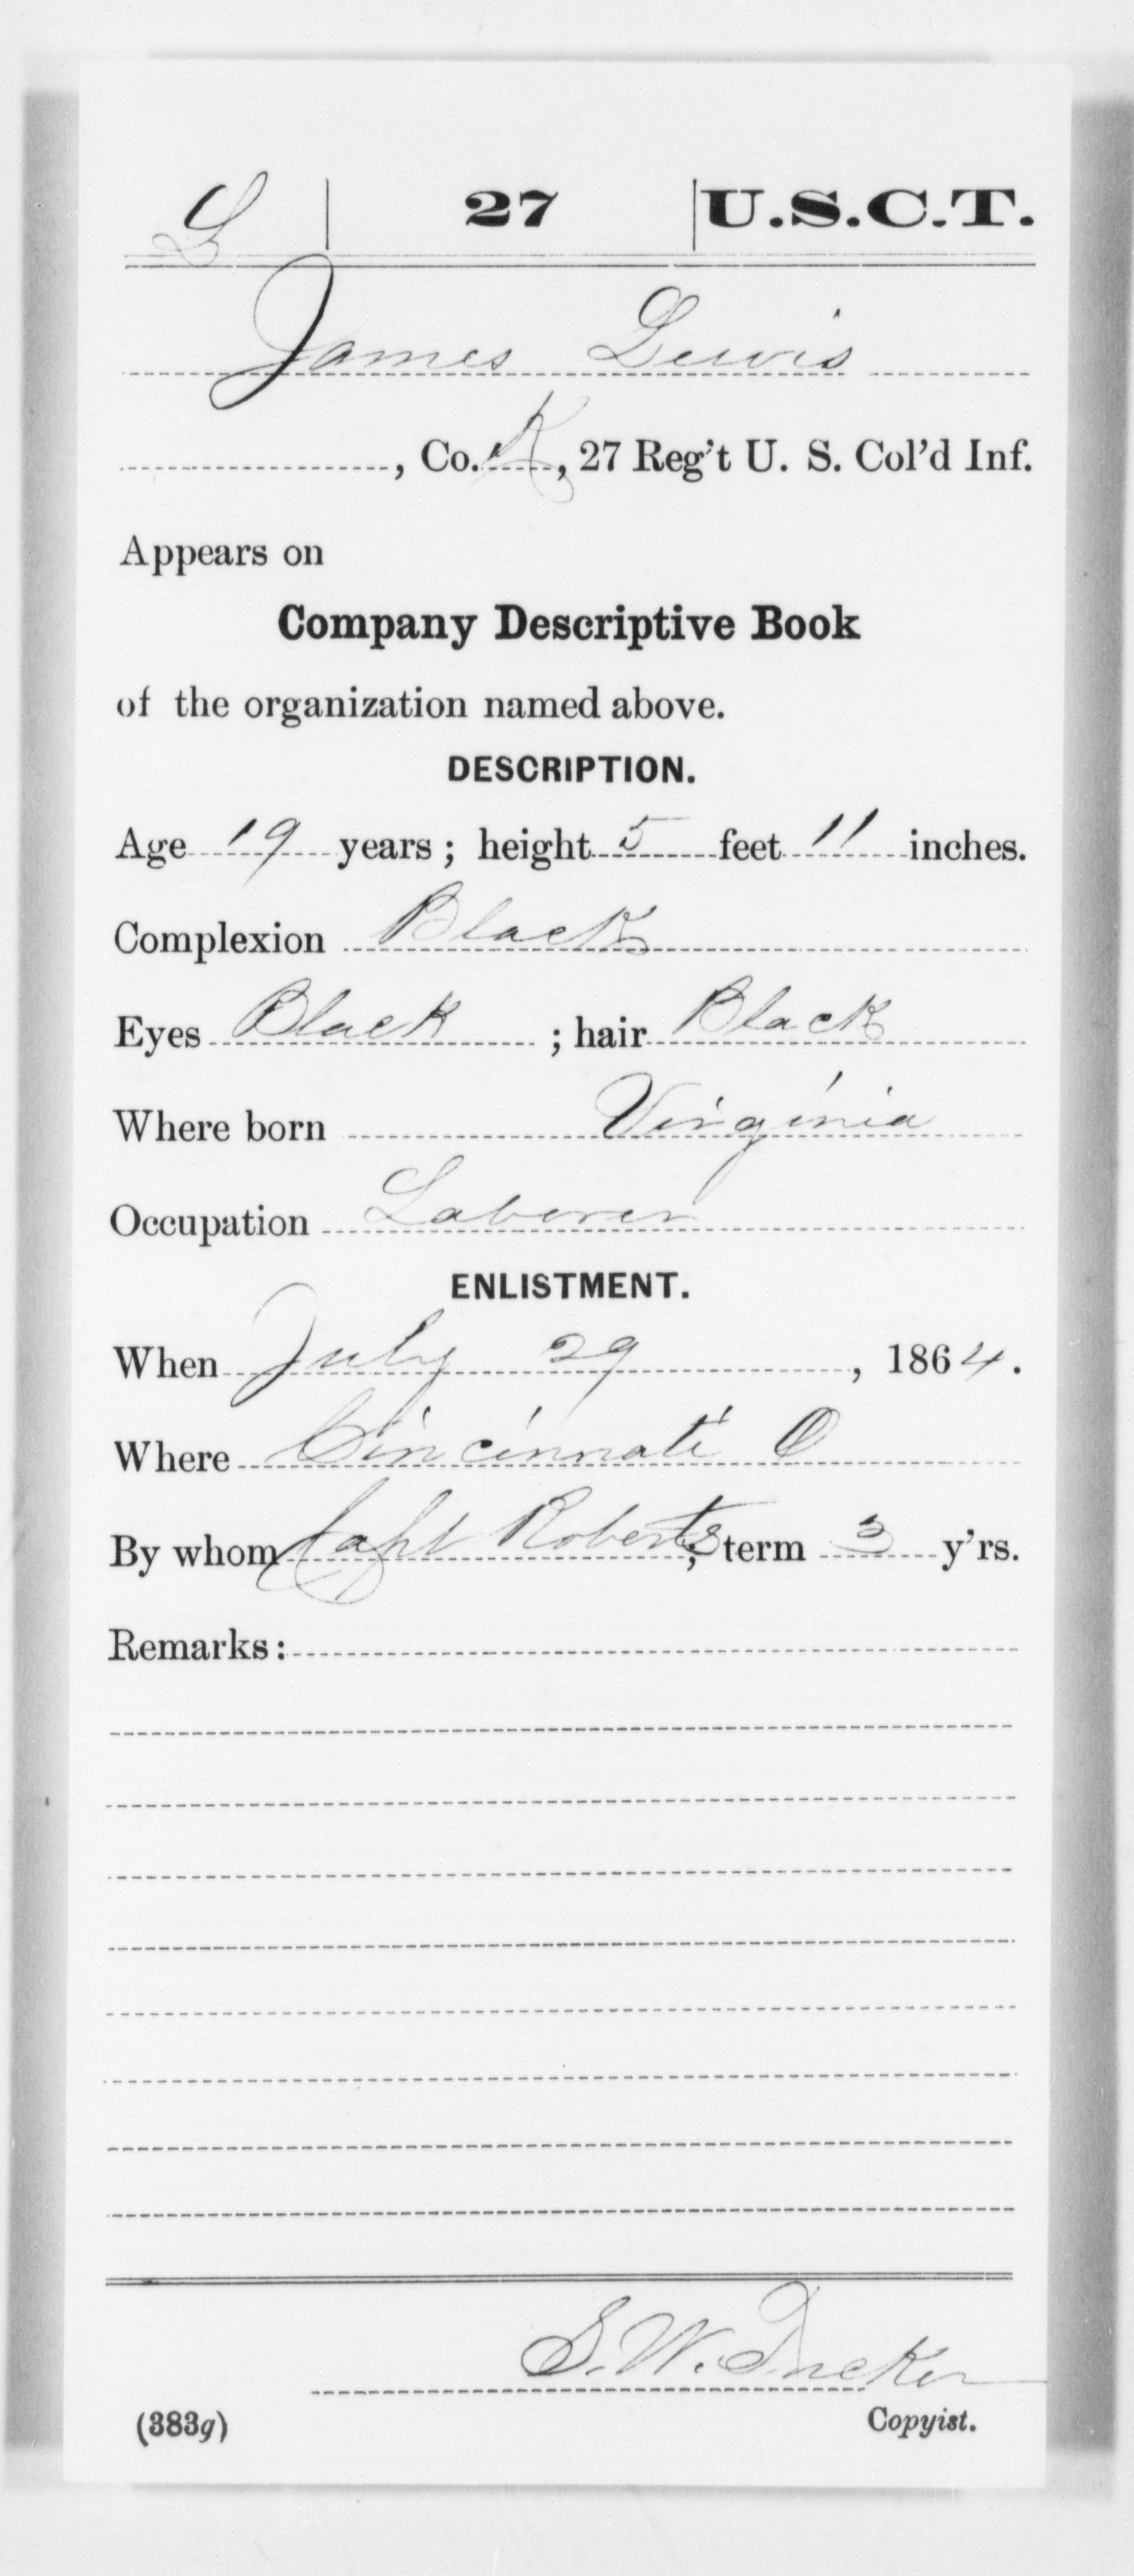 L | 27 | U.S.C.T.
James Lewis
, Co. K, 27 Reg't U. S. Col'd Inf.
Appears on
Company Descriptive Book
of the organization named above.
DESCRIPTION.
Age 19 years; height 5 feet 11 inches.
Complexion Black
Eyes Black ; hair Black
Where born Virginia
Occupation Laborer
ENLISTMENT.
When July 29, 1864.
Where Cincinnati O
By whom Capt Roberts; term 3 y'rs.
Remarks:
S. W. Tucker
Copyist.
(383g)